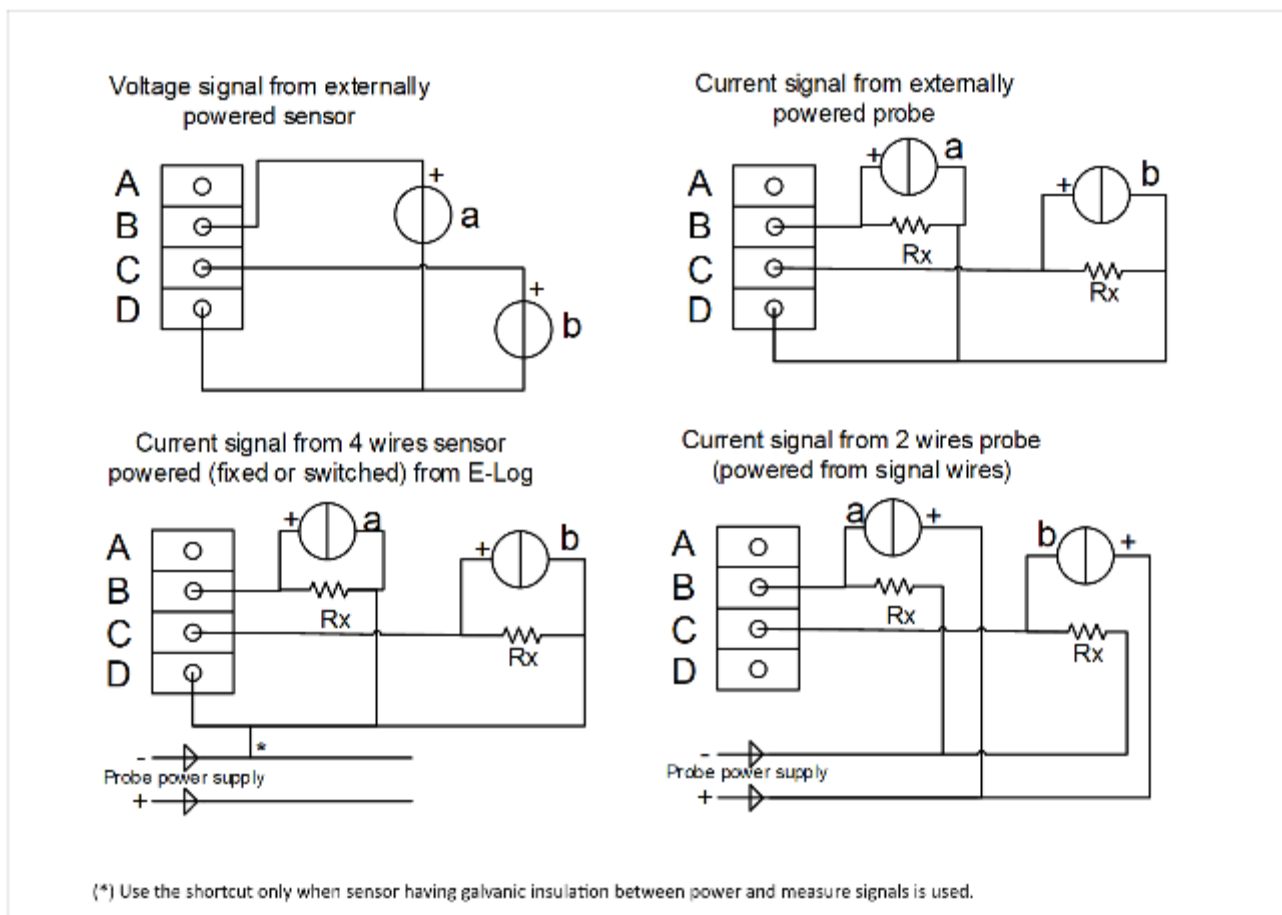 Voltage signal from externally
powered sensor
A
B
C
D
+
a
+
b
Current signal from externally
powered probe
A
B
C
D
+
a
Rx
+
b
Rx
Current signal from 4 wires sensor
powered (fixed or switched) from E-Log
A
B
C
D
+
a
Rx
+
b
Rx
*
-
Probe power supply
+
Current signal from 2 wires probe
(powered from signal wires)
A
B
C
D
a
+
Rx
b
+
Rx
-
Probe power supply
+
(*) Use the shortcut only when sensor having galvanic insulation between power and measure signals is used.